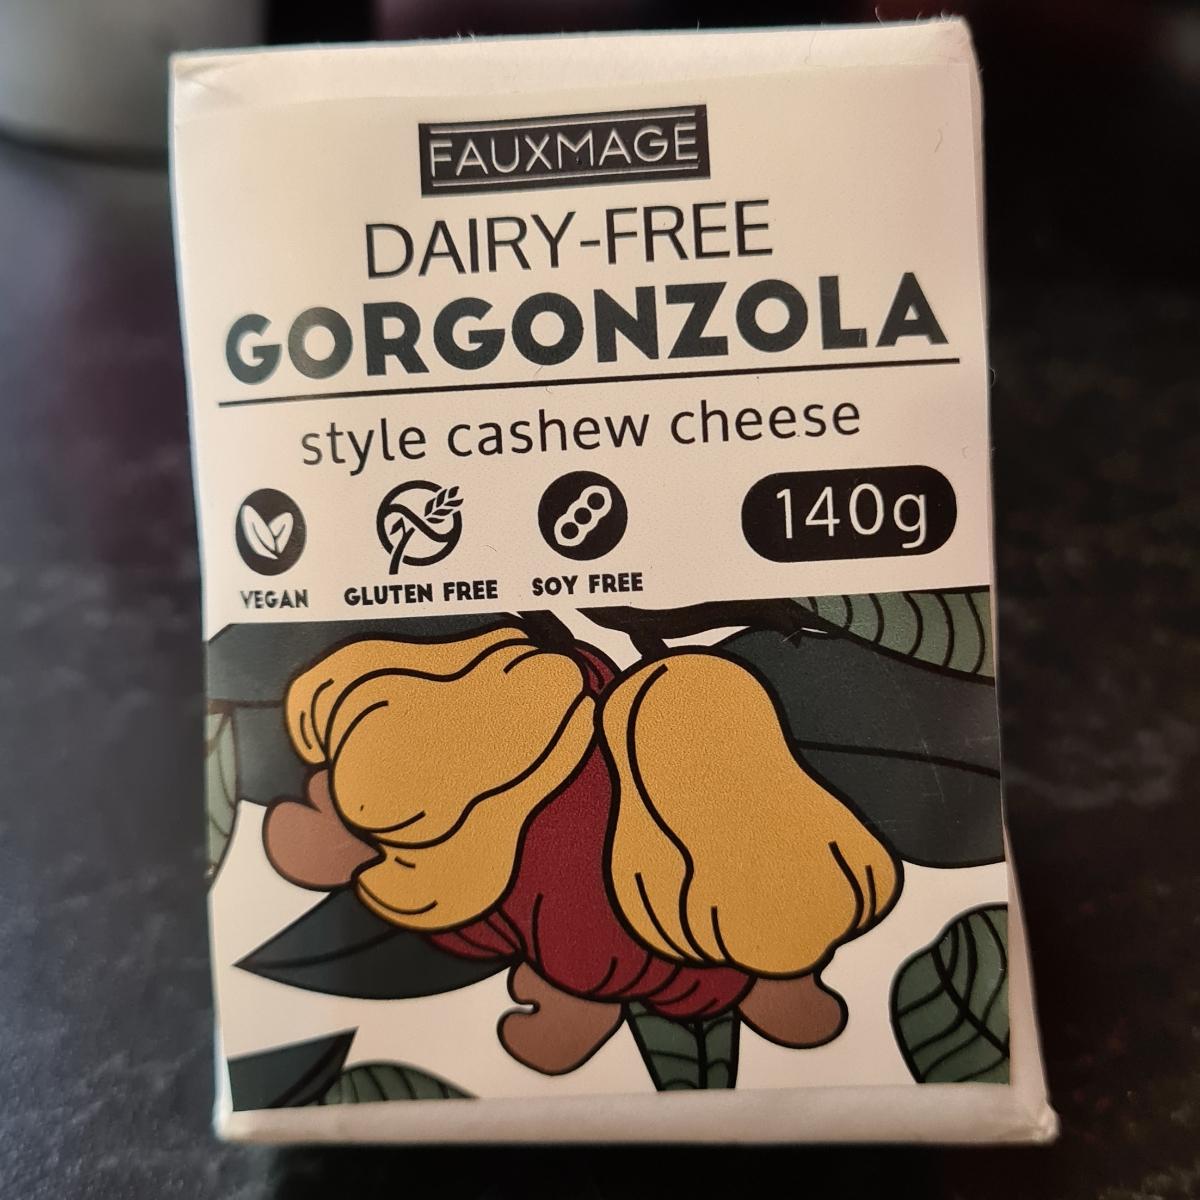 FAUXMAGE
DAIRY-FREE
GORGONZOLA
style cashew cheese
140g
VEGAN
GLUTEN FREE
SOY FREE